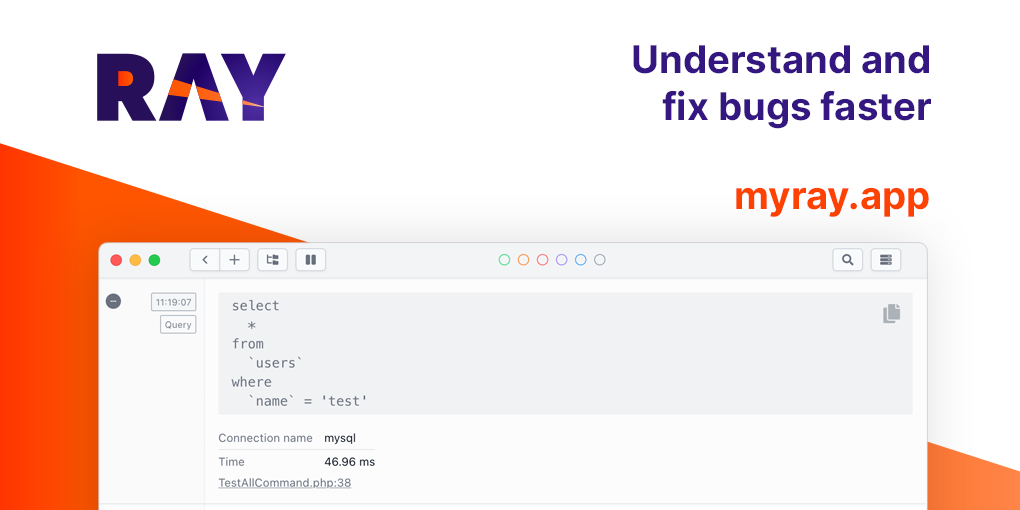 RAY
Understand and
fix bugs faster
myray.app
11:19:07
Query
select
  *
from
  `users`
where
  `name` = 'test'
Connection name mysql
Time 46.96 ms
TestAllCommand.php:38